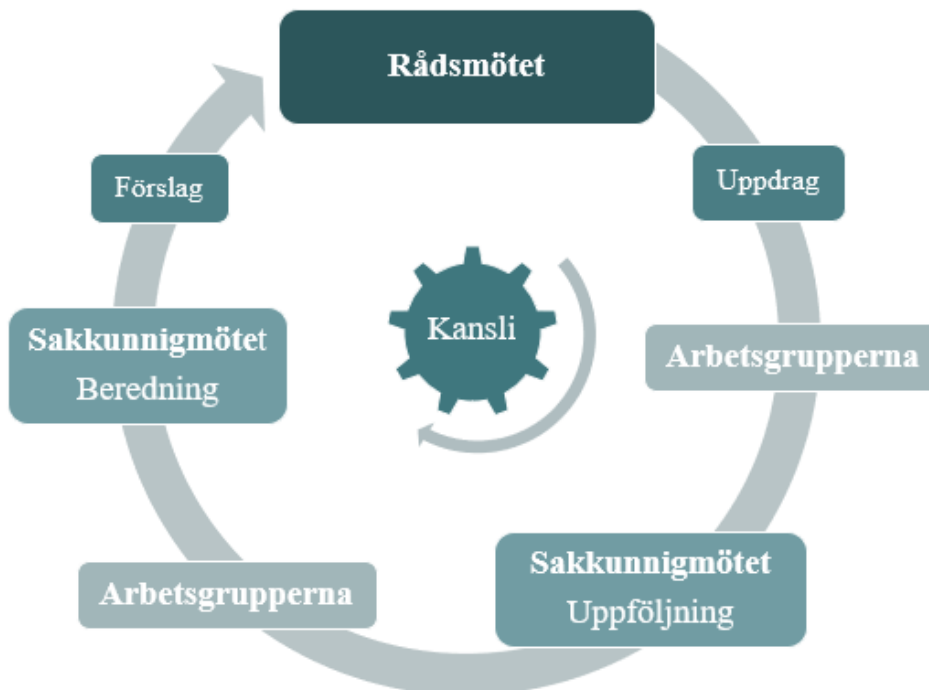 Rådsmötet
Uppdrag
Arbetsgrupperna
Sakkunnigmötet
Uppföljning
Arbetsgrupperna
Sakkunnigmötet
Beredning
Förslag
Kansli